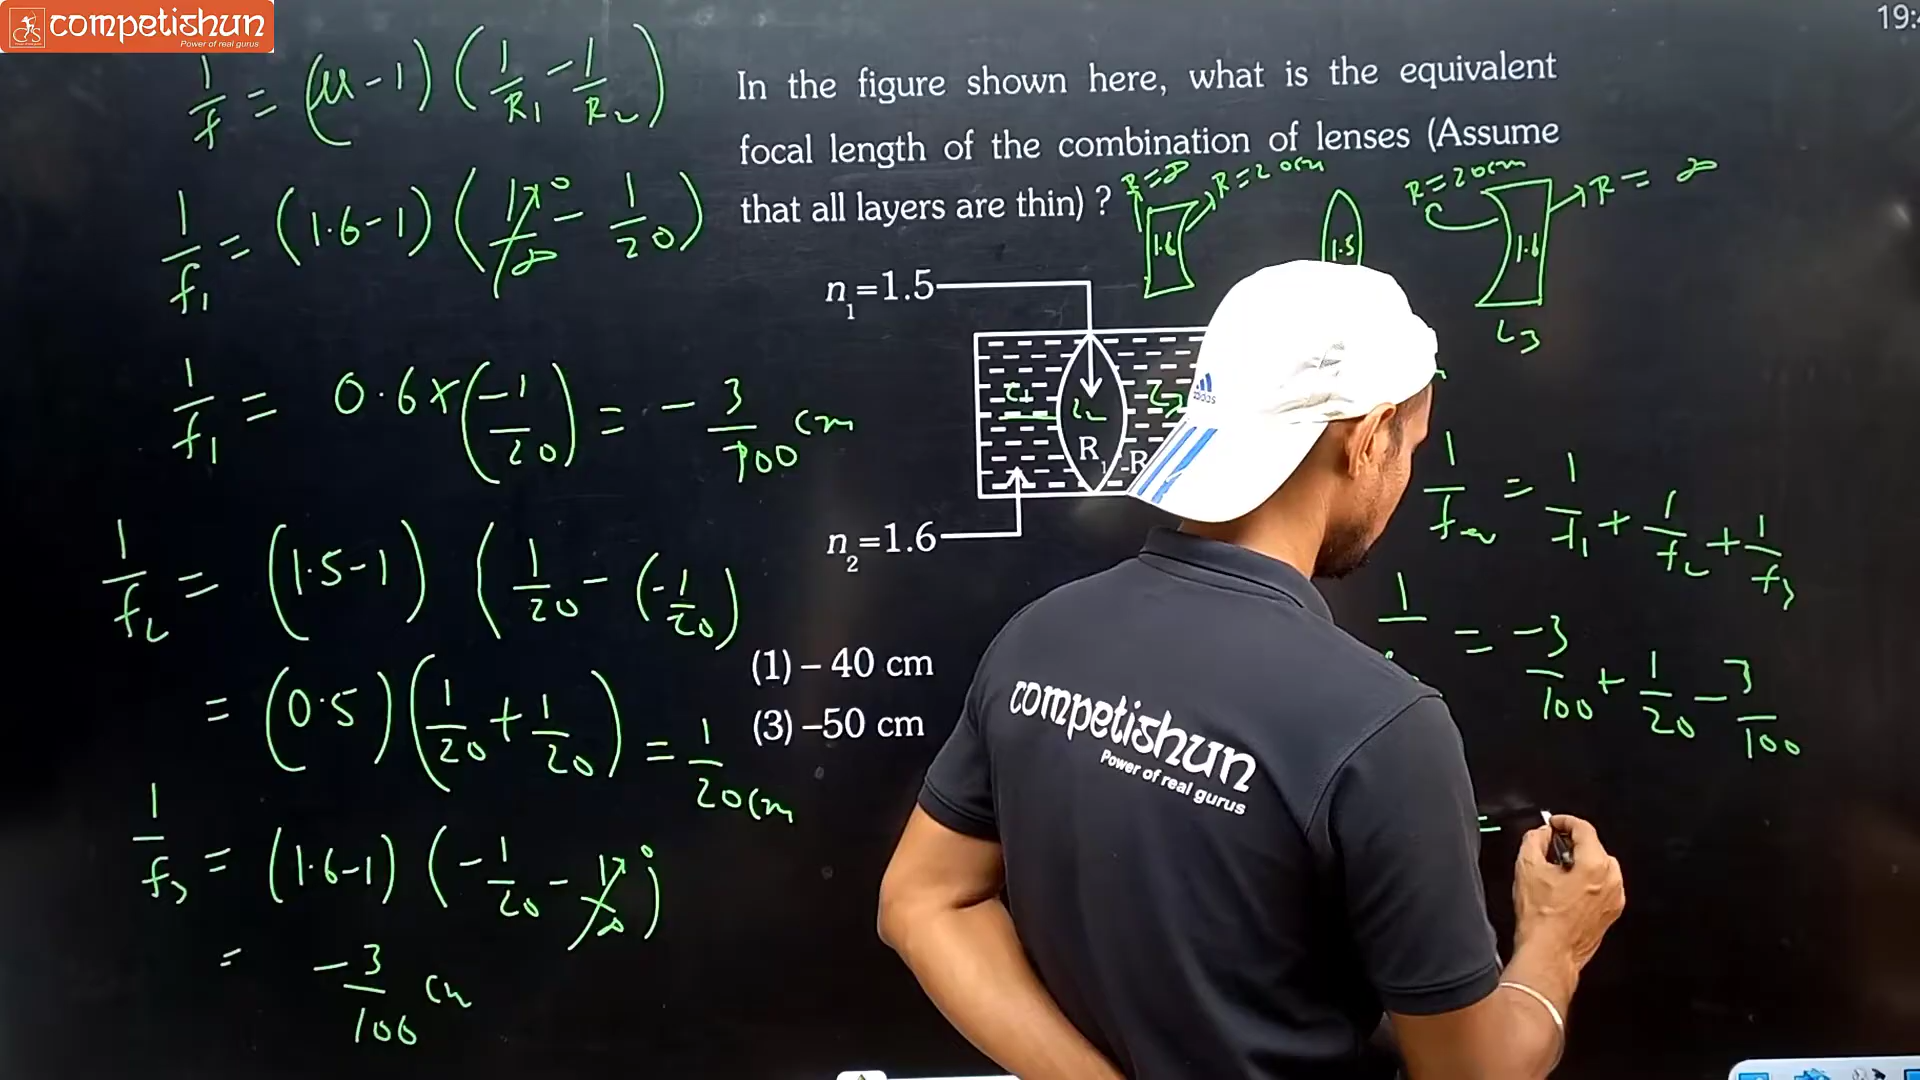 competishun
Power of real gurus
19:
1/f = (μ-1) (1/R₁ - 1/R₂)
1/f₁ = (1.6-1) (1/∞ 0 - 1/20)
1/f₁ = 0.6 × (-1/20) = - 3/100 cm
1/f₂ = (1.5-1) (1/20 - (-1/20)
= (0.5) (1/20 + 1/20) = 1/20 cm
1/f₃ = (1.6-1) (-1/20 - 1/∞ 0)
= -3/100 cm
In the figure shown here, what is the equivalent
focal length of the combination of lenses (Assume
that all layers are thin) ?
R=∞
R=20cm
R=20cm
R= ∞
1.6
1.5
1.6
L₃
n₁=1.5
L₁
L₂
L₃
R₁
-R
n₂=1.6
(1) – 40 cm
(3) –50 cm
1/feq = 1/f₁ + 1/f₂ + 1/f₃
1/ = -3/100 + 1/20 - 3/100
=
competishun
Power of real gurus
adidas